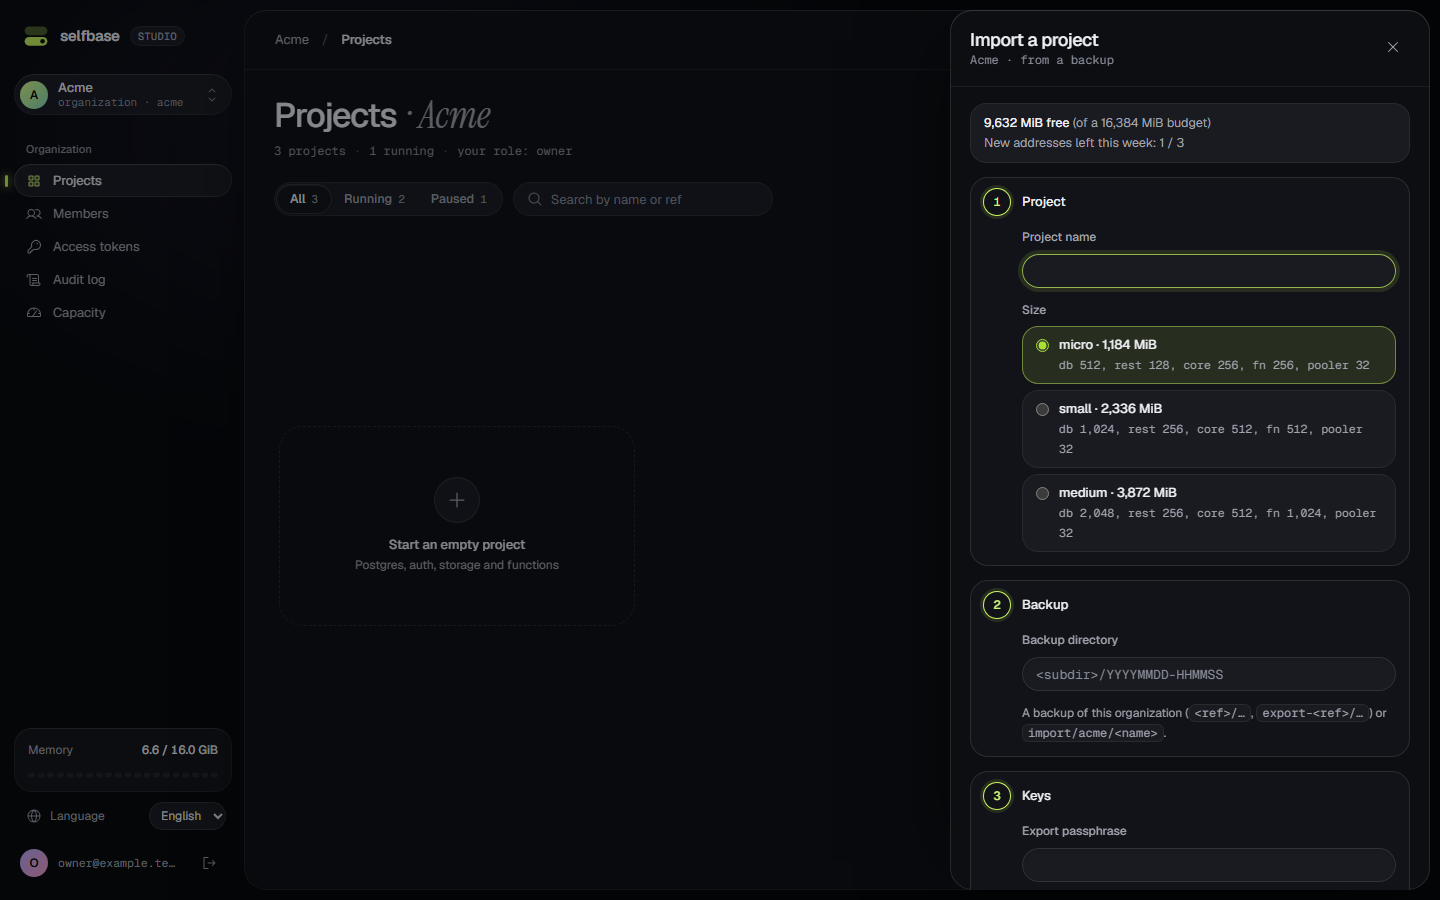 selfbase STUDIO
Acme
organization · acme
Organization
Projects
Members
Access tokens
Audit log
Capacity
Memory 6.6 / 16.0 GiB
Language English
O owner@example.te…
Acme / Projects
Projects · Acme
3 projects · 1 running · your role: owner
All 3 Running 2 Paused 1 Search by name or ref
Start an empty project
Postgres, auth, storage and functions
Import a project
Acme · from a backup
9,632 MiB free (of a 16,384 MiB budget)
New addresses left this week: 1 / 3
1 Project
Project name
Size
micro · 1,184 MiB
db 512, rest 128, core 256, fn 256, pooler 32
small · 2,336 MiB
db 1,024, rest 256, core 512, fn 512, pooler
32
medium · 3,872 MiB
db 2,048, rest 256, core 512, fn 1,024, pooler
32
2 Backup
Backup directory
<subdir>/YYYYMMDD-HHMMSS
A backup of this organization ( <ref>/… , export-<ref>/… ) or
import/acme/<name> .
3 Keys
Export passphrase